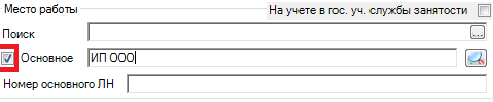 Место работы На учете в гос. уч. службы занятости
Поиск ...
Основное ИП ООО
Номер основного ЛН